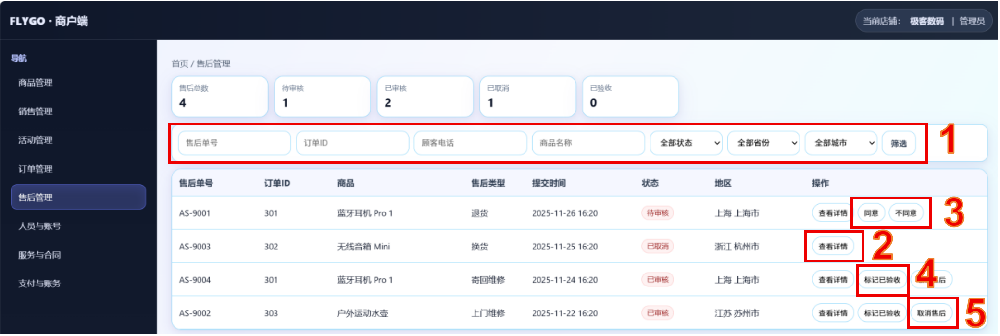 FLYGO · 商户端
当前店铺： 极客数码 | 管理员
导航
商品管理
销售管理
活动管理
订单管理
售后管理
人员与账号
服务与合同
支付与账务
首页 / 售后管理
售后总数 待审核 已审核 已取消 已验收
4 1 2 1 0
售后单号 订单ID 顾客电话 商品名称 全部状态 全部省份 全部城市 筛选 1
售后单号 订单ID 商品 售后类型 提交时间 状态 地区 操作
AS-9001 301 蓝牙耳机 Pro 1 退货 2025-11-26 16:20 待审核 上海 上海市 查看详情 同意 不同意 3
AS-9003 302 无线音箱 Mini 换货 2025-11-25 16:20 已取消 浙江 杭州市 查看详情 2
AS-9004 301 蓝牙耳机 Pro 1 寄回维修 2025-11-24 16:20 已审核 上海 上海市 查看详情 标记已验收 4 后
AS-9002 303 户外运动水壶 上门维修 2025-11-22 16:20 已审核 江苏 苏州市 查看详情 标记已验收 取消售后 5